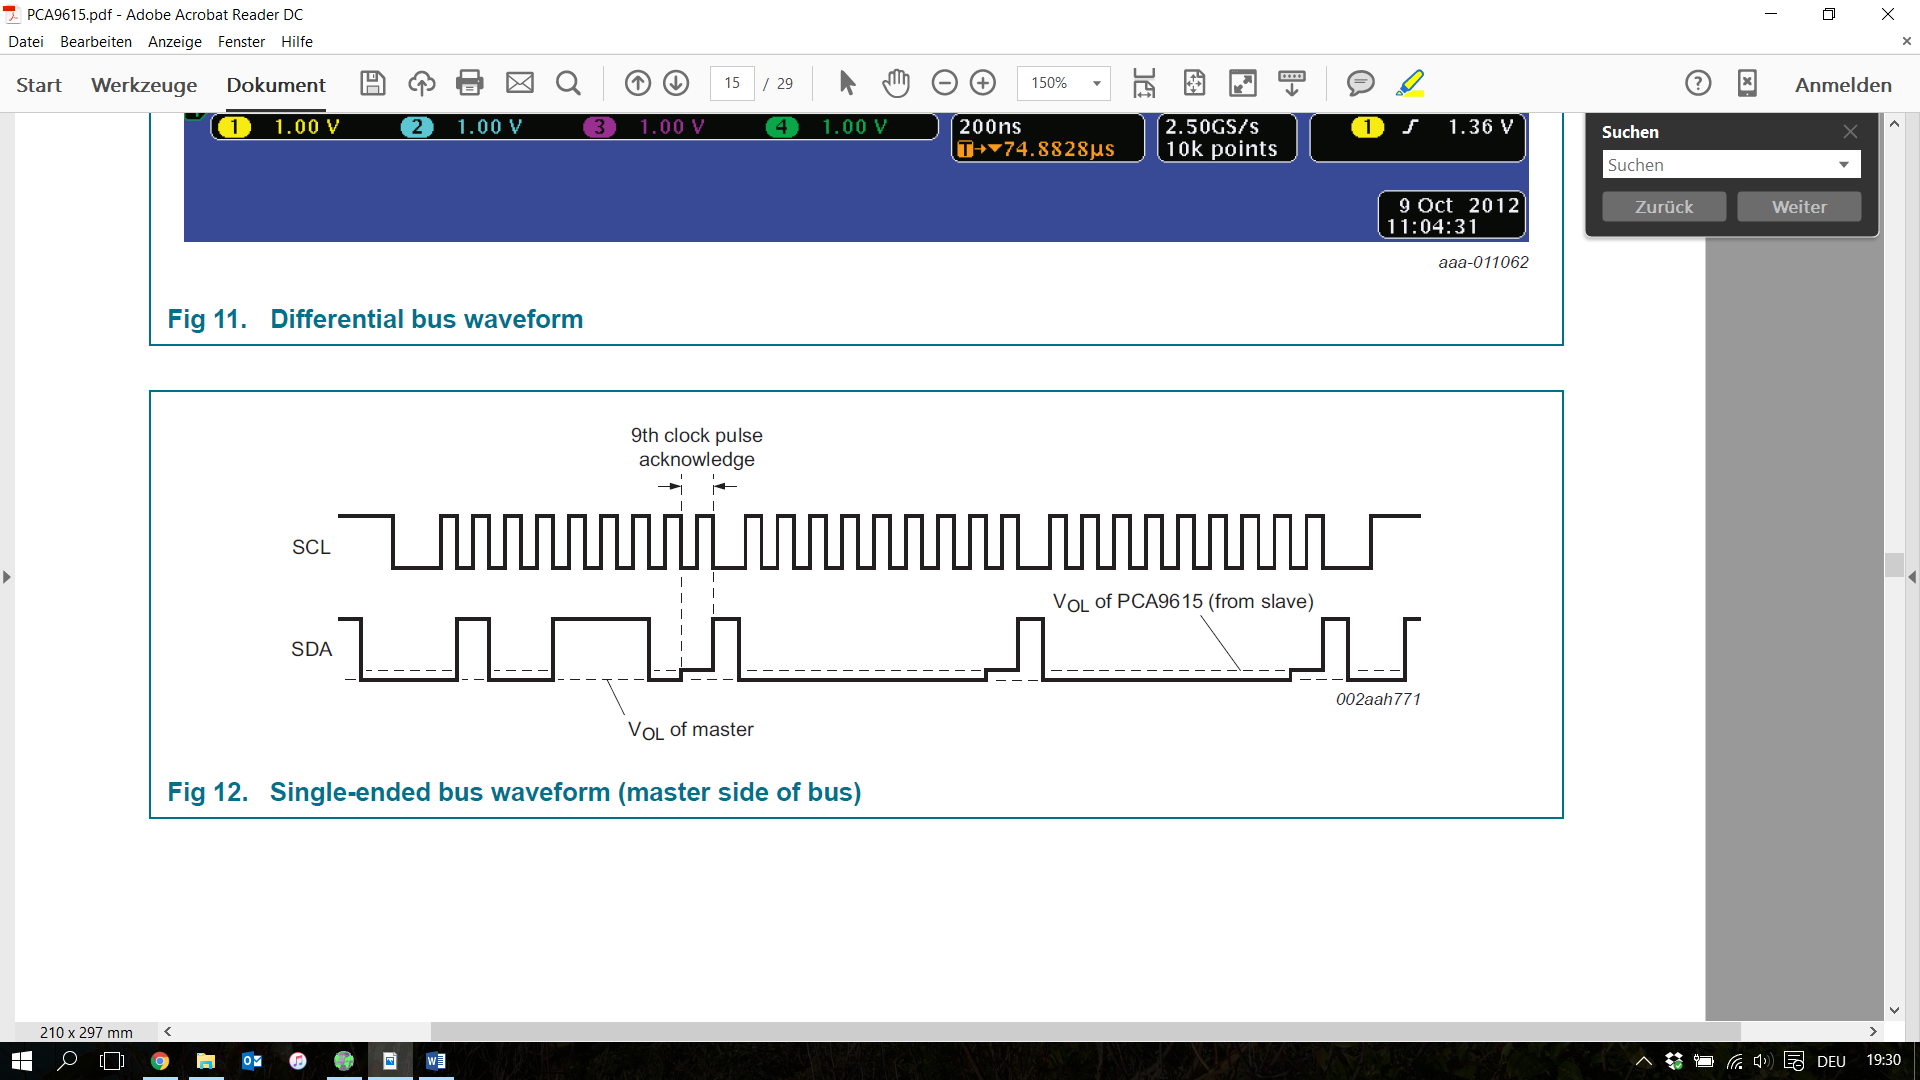 PCA9615.pdf - Adobe Acrobat Reader DC
Datei Bearbeiten Anzeige Fenster Hilfe
Start Werkzeuge Dokument 15 / 29 150% Anmelden
1 1.00 V 2 1.00 V 3 1.00 V 4 1.00 V
200ns
T→▼74.8828µs
2.50GS/s
10k points
1 1.36 V
9 Oct 2012
11:04:31
aaa-011062
Fig 11. Differential bus waveform
Suchen
Suchen
Zurück Weiter
9th clock pulse
acknowledge
SCL
VOL of PCA9615 (from slave)
SDA
002aah771
VOL of master
Fig 12. Single-ended bus waveform (master side of bus)
210 x 297 mm
DEU 19:30